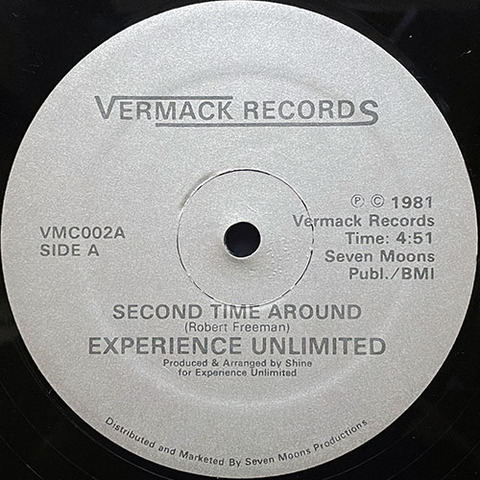 VERMACK RECORDS
VMC002A
SIDE A
℗ © 1981
Vermack Records
Time: 4:51
Seven Moons
Publ./BMI
SECOND TIME AROUND
(Robert Freeman)
EXPERIENCE UNLIMITED
Produced & Arranged by Shine
for Experience Unlimited
Distributed and Marketed By Seven Moons Productions